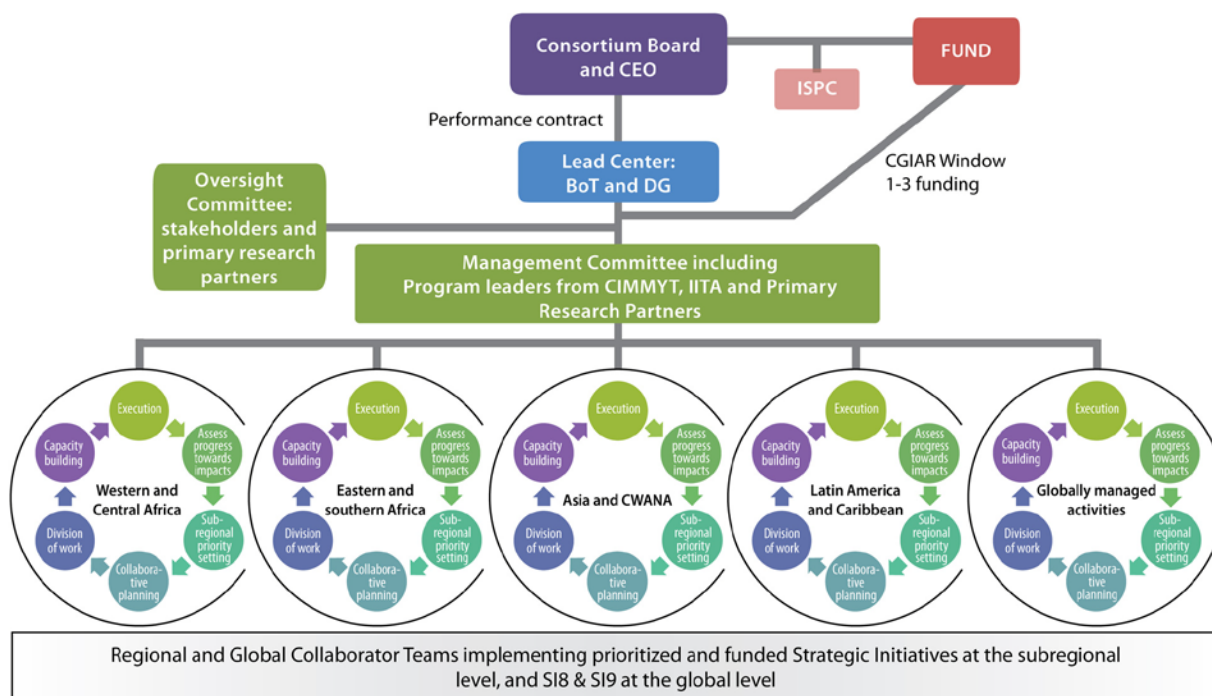 Consortium Board
and CEO
FUND
ISPC
Performance contract
Lead Center:
BoT and DG
CGIAR Window
1-3 funding
Oversight
Committee:
stakeholders and
primary research
partners
Management Committee including
Program leaders from CIMMYT, IITA and Primary
Research Partners
Execution
Assess
progress
towards
impacts
Sub-
regional
priority
setting
Collabora-
tive
planning
Division
of work
Capacity
building
Western and
Central Africa
Execution
Assess
progress
towards
impacts
Sub-
regional
priority
setting
Collabora-
tive
planning
Division
of work
Capacity
building
Eastern and
southern Africa
Execution
Assess
progress
towards
impacts
Sub-
regional
priority
setting
Collabora-
tive
planning
Division
of work
Capacity
building
Asia and CWANA
Execution
Assess
progress
towards
impacts
Sub-
regional
priority
setting
Collabora-
tive
planning
Division
of work
Capacity
building
Latin America
and Caribbean
Execution
Assess
progress
towards
impacts
Sub-
regional
priority
setting
Collabora-
tive
planning
Division
of work
Capacity
building
Globally managed
activities
Regional and Global Collaborator Teams implementing prioritized and funded Strategic Initiatives at the subregional
level, and SI8 & SI9 at the global level